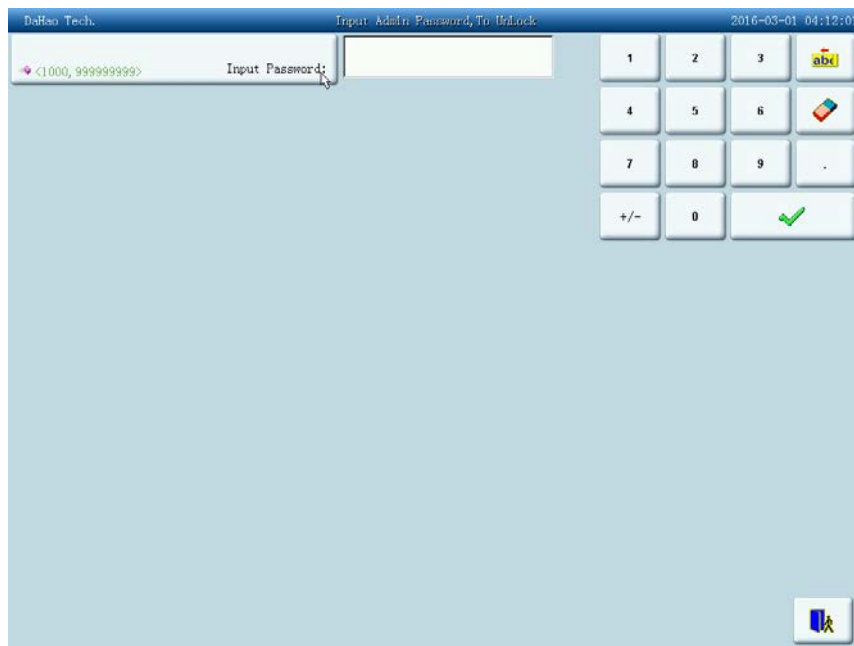 DaHao Tech. Input Admin Password,To UnLock 2016-03-01 04:12:01
<1000, 999999999> Input Password:
1 2 3 abc
4 5 6
7 8 9 .
+/- 0